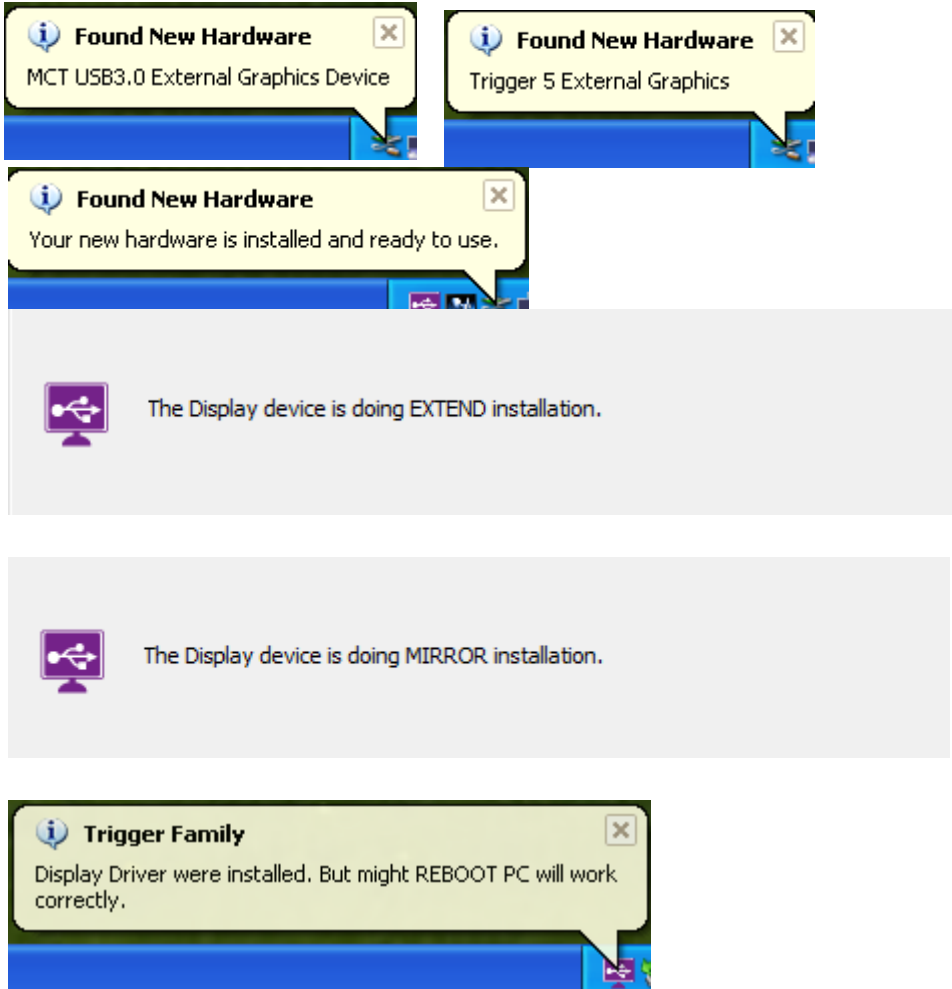 Found New Hardware
MCT USB3.0 External Graphics Device
Found New Hardware
Trigger 5 External Graphics
Found New Hardware
Your new hardware is installed and ready to use.
The Display device is doing EXTEND installation.
The Display device is doing MIRROR installation.
Trigger Family
Display Driver were installed. But might REBOOT PC will work
correctly.